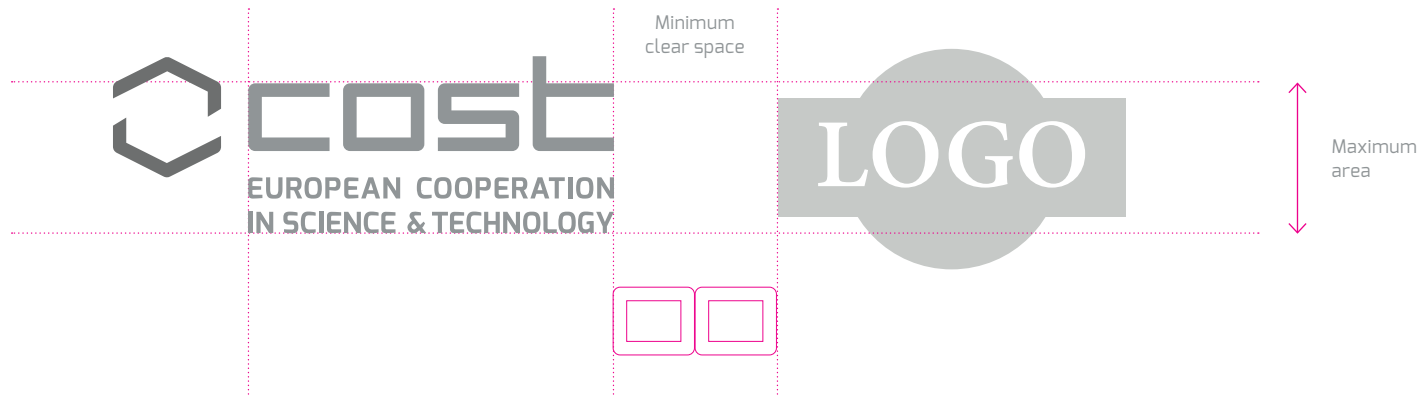 Minimum
clear space
cost
EUROPEAN COOPERATION
IN SCIENCE & TECHNOLOGY
LOGO
Maximum
area